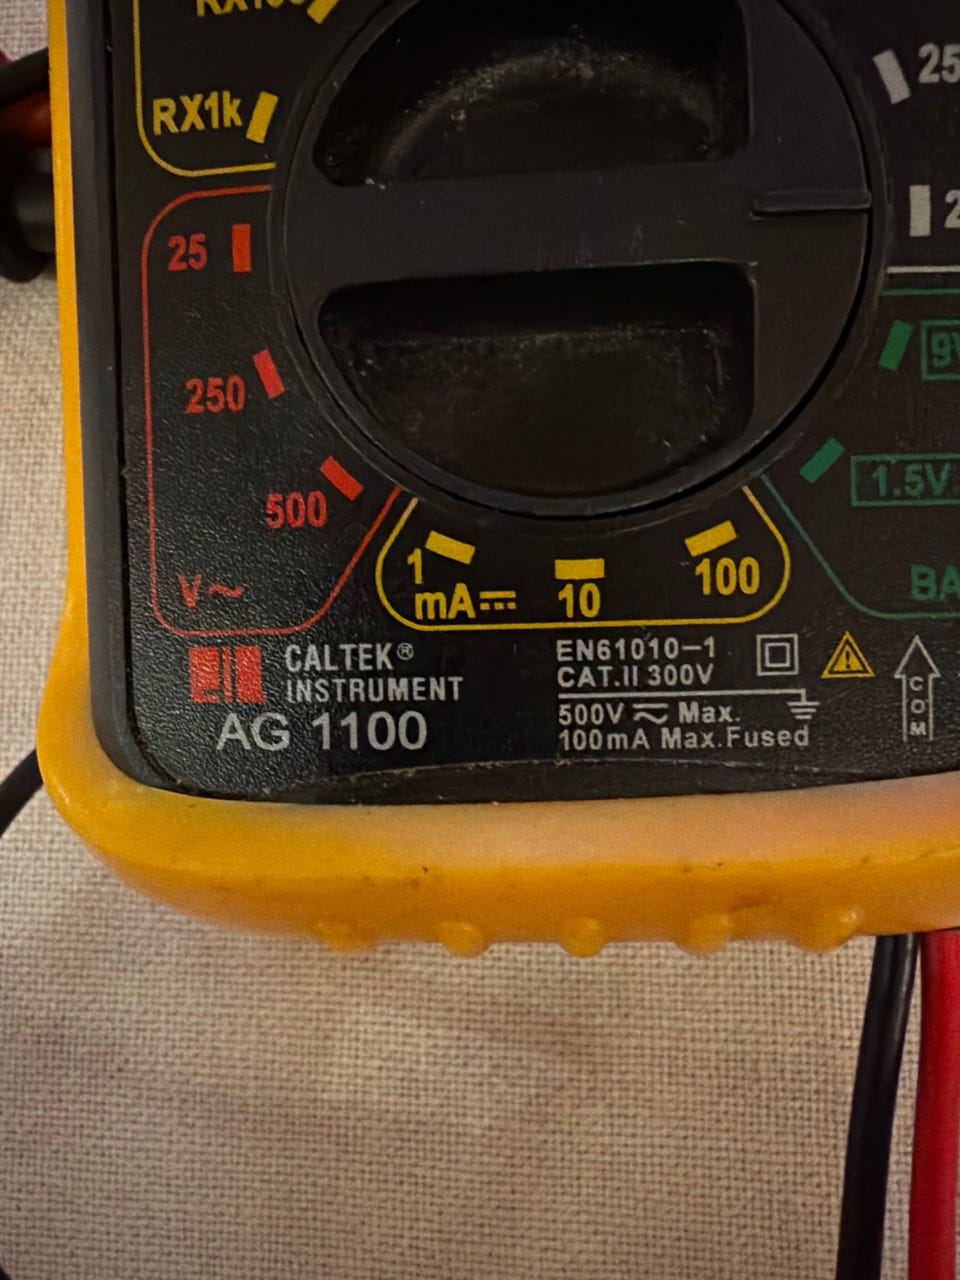 RX1k
25
250
500
V~
1
10
100
mA⎓
1.5V
CALTEK®
INSTRUMENT
AG 1100
EN61010-1
CAT.II 300V
500V ⎓ Max.
100mA Max.Fused
COM